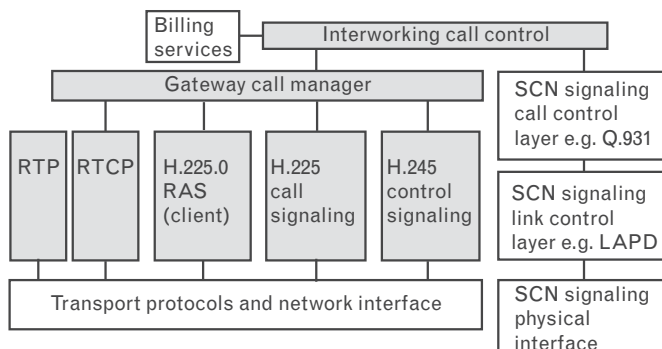 Billing
services
Interworking call control
Gateway call manager
SCN signaling
call control
layer e.g. Q.931
RTP
RTCP
H.225.0
RAS
(client)
H.225
call
signaling
H.245
control
signaling
SCN signaling
link control
layer e.g. LAPD
Transport protocols and network interface
SCN signaling
physical
interface